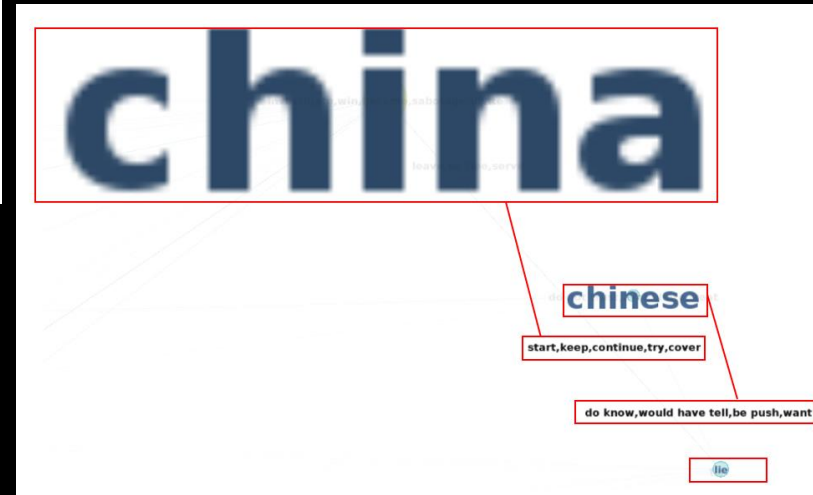 china
chinese
start,keep,continue,try,cover
do know,would have tell,be push,want
lie